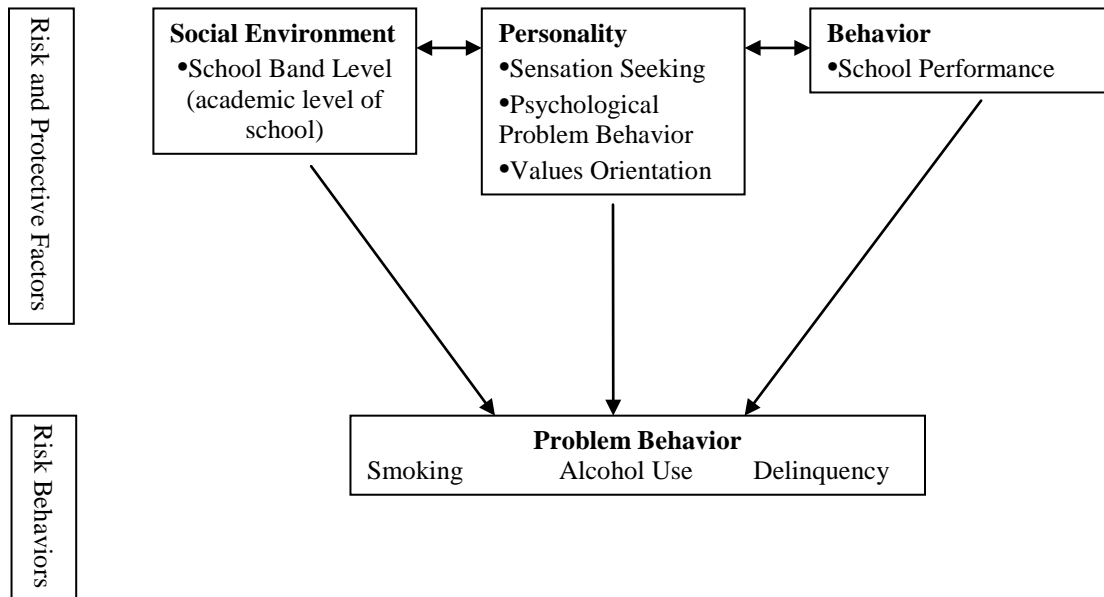 Risk and Protective Factors
Social Environment
•School Band Level
(academic level of
school)
Personality
•Sensation Seeking
•Psychological
Problem Behavior
•Values Orientation
Behavior
•School Performance
Risk Behaviors
Problem Behavior
Smoking Alcohol Use Delinquency